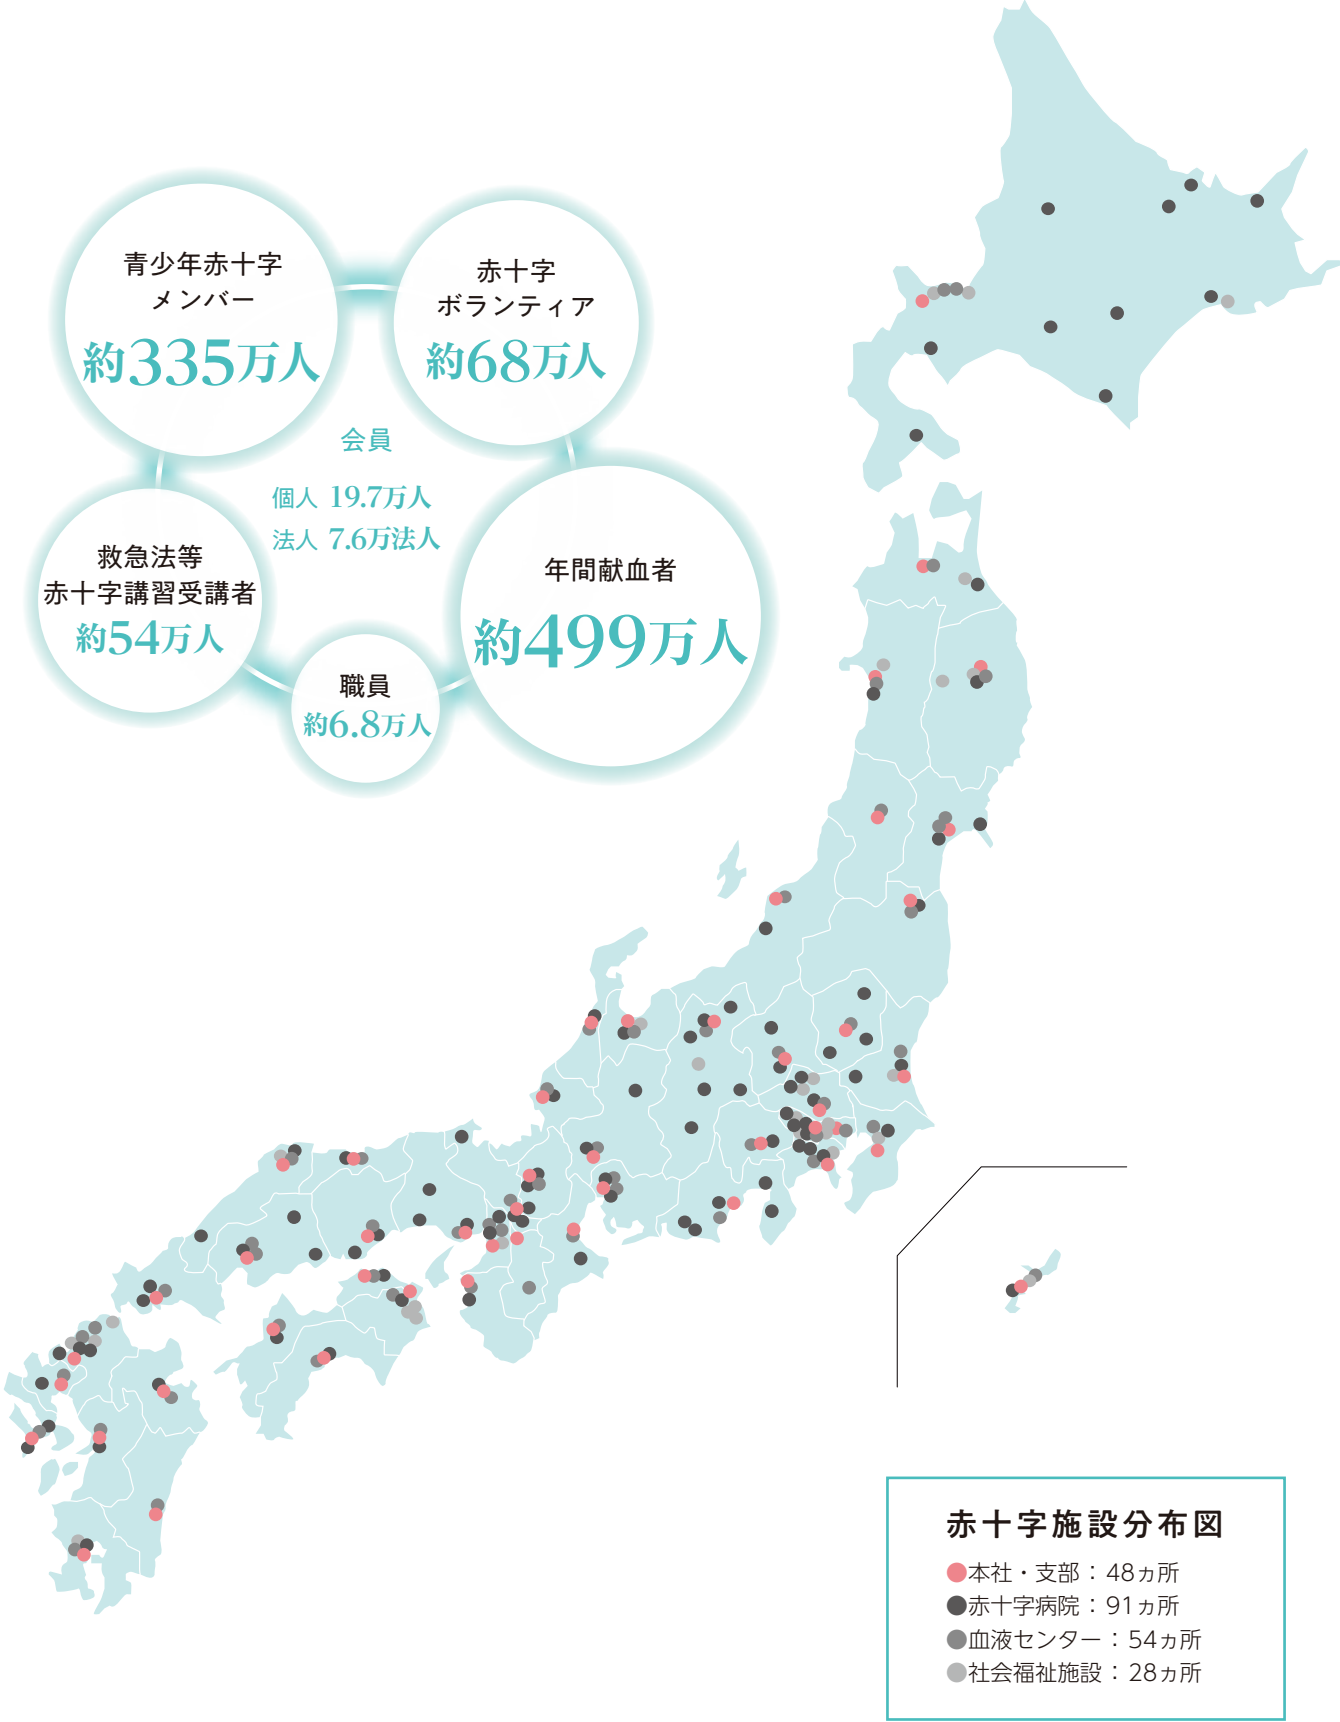 青少年赤十字
メンバー
約335万人
赤十字
ボランティア
約68万人
会員
個人 19.7万人
法人 7.6万法人
救急法等
赤十字講習受講者
約54万人
年間献血者
約499万人
職員
約6.8万人
赤十字施設分布図
本社・支部：48ヵ所
赤十字病院：91ヵ所
血液センター：54ヵ所
社会福祉施設：28ヵ所